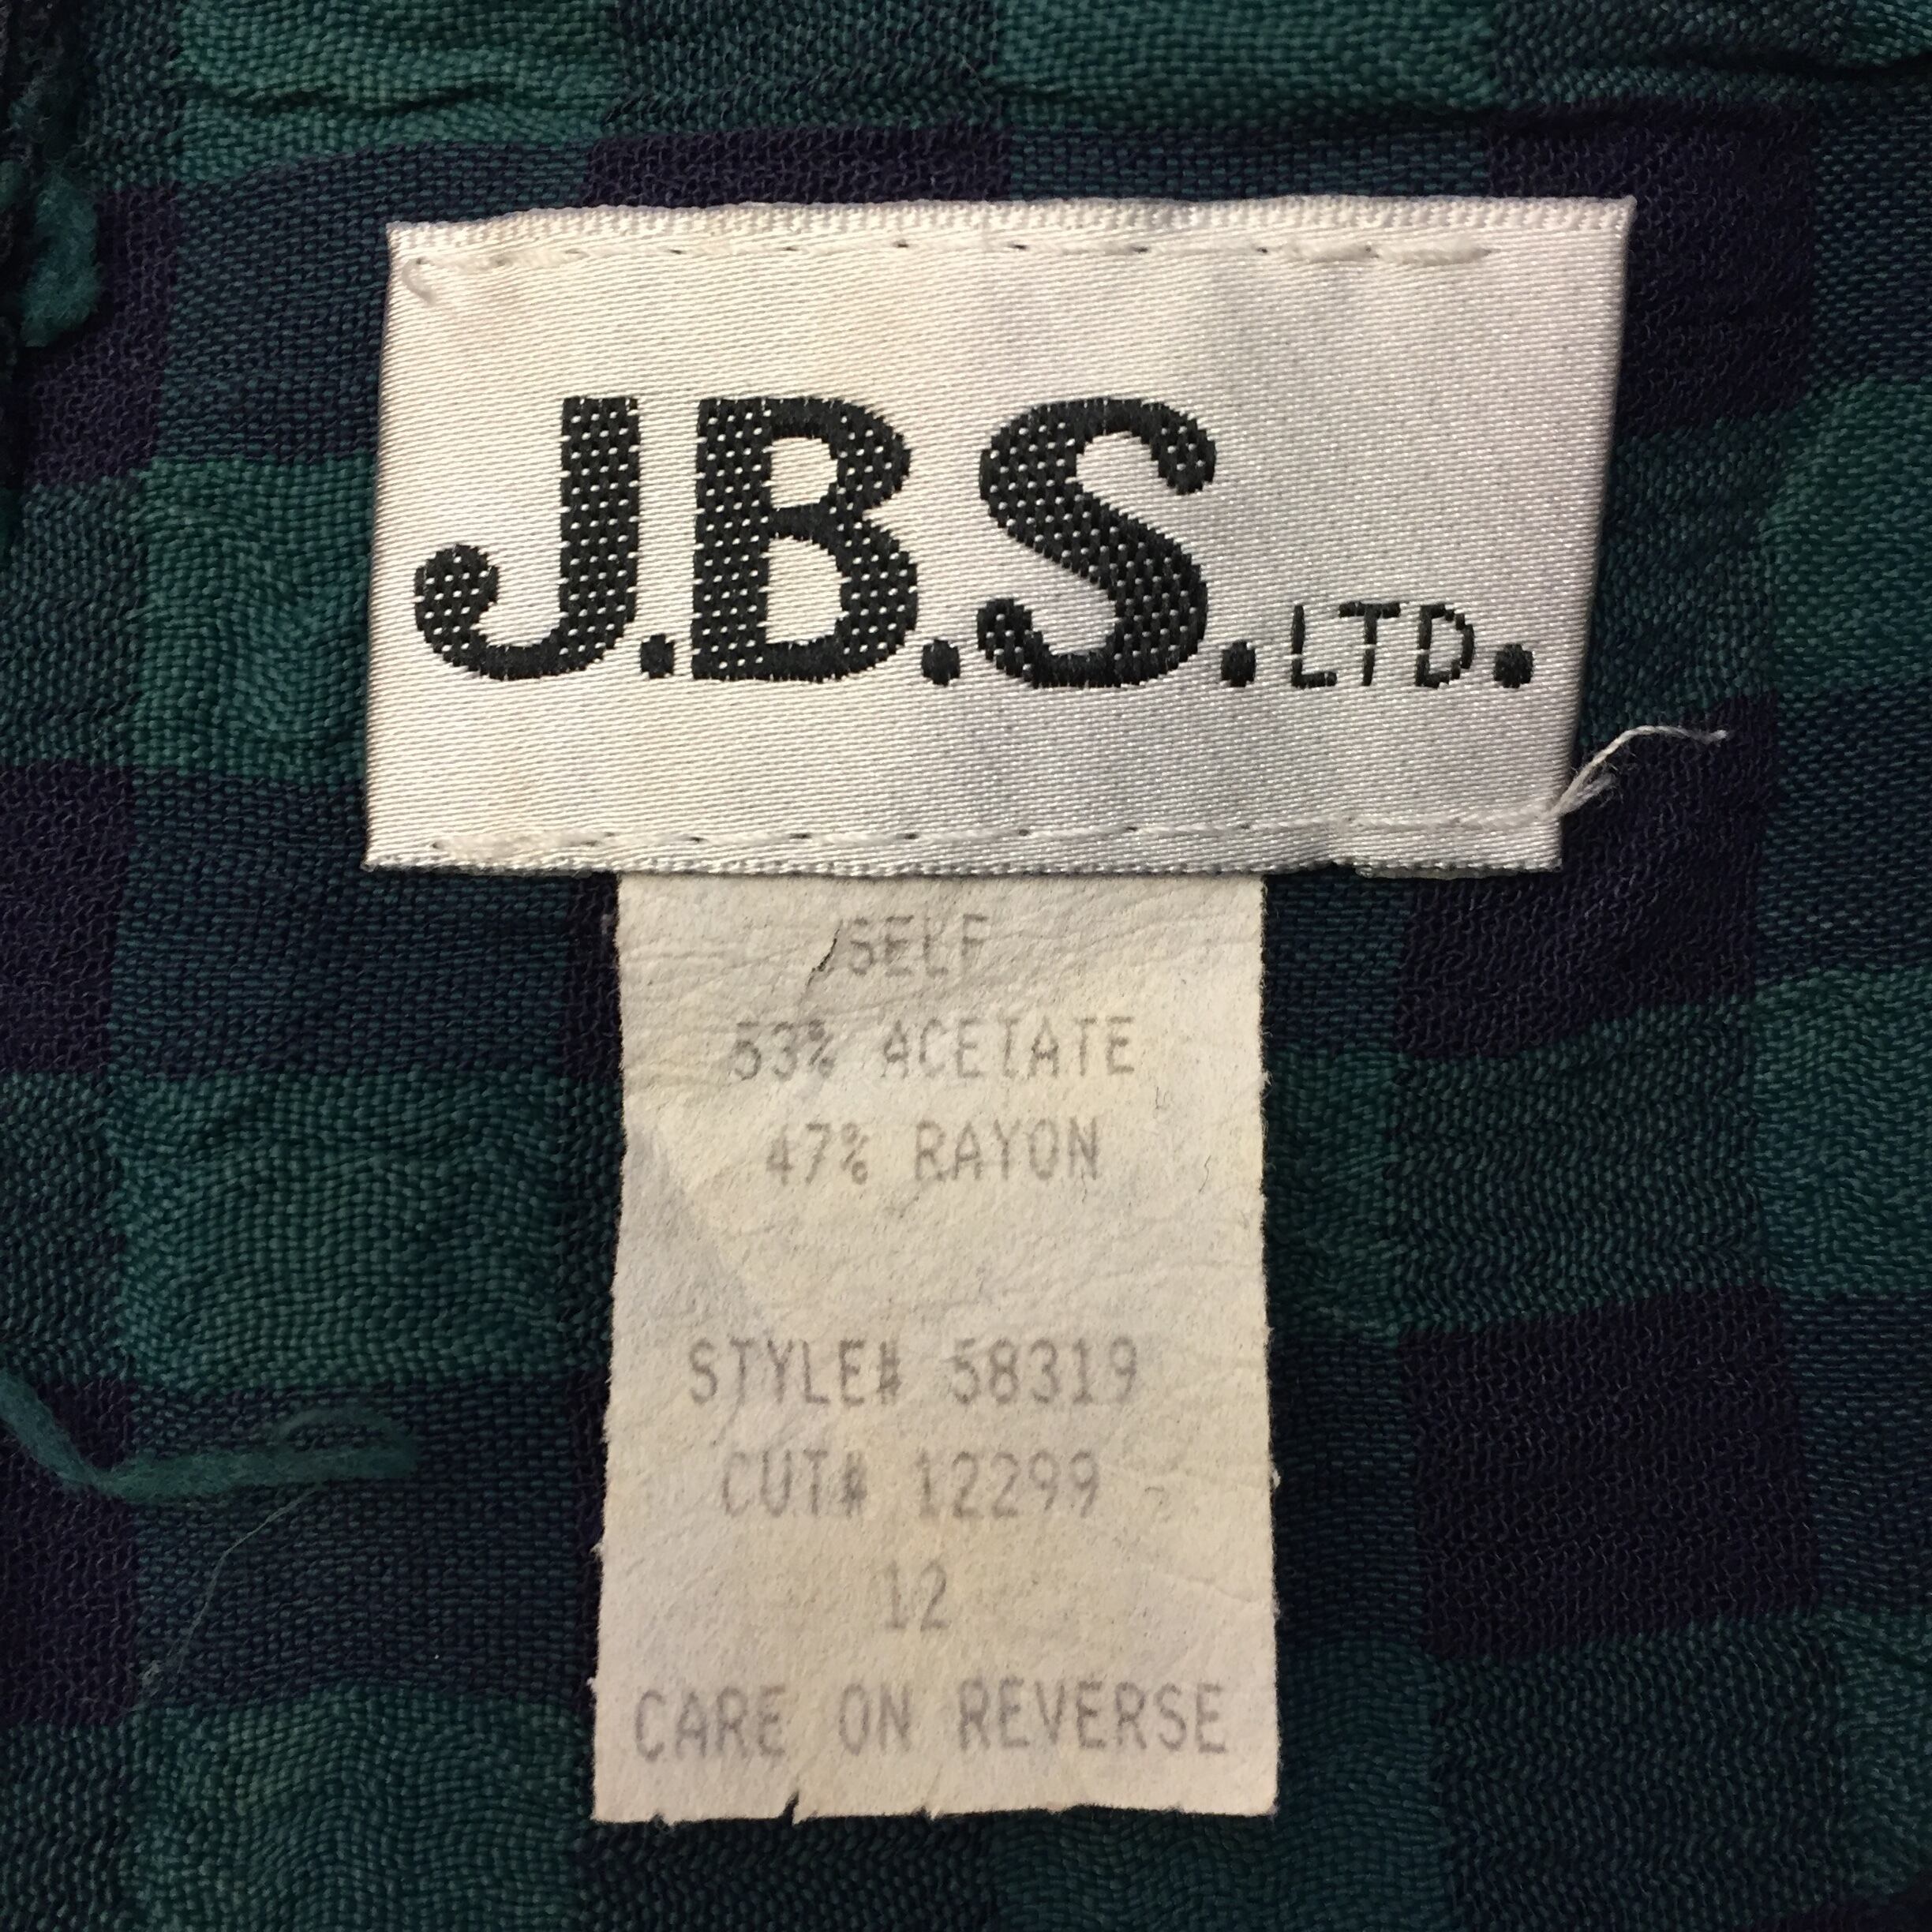 J.B.S. LTD.
SELF
53% ACETATE
47% RAYON
STYLE# 58319
CUT# 12299
12
CARE ON REVERSE